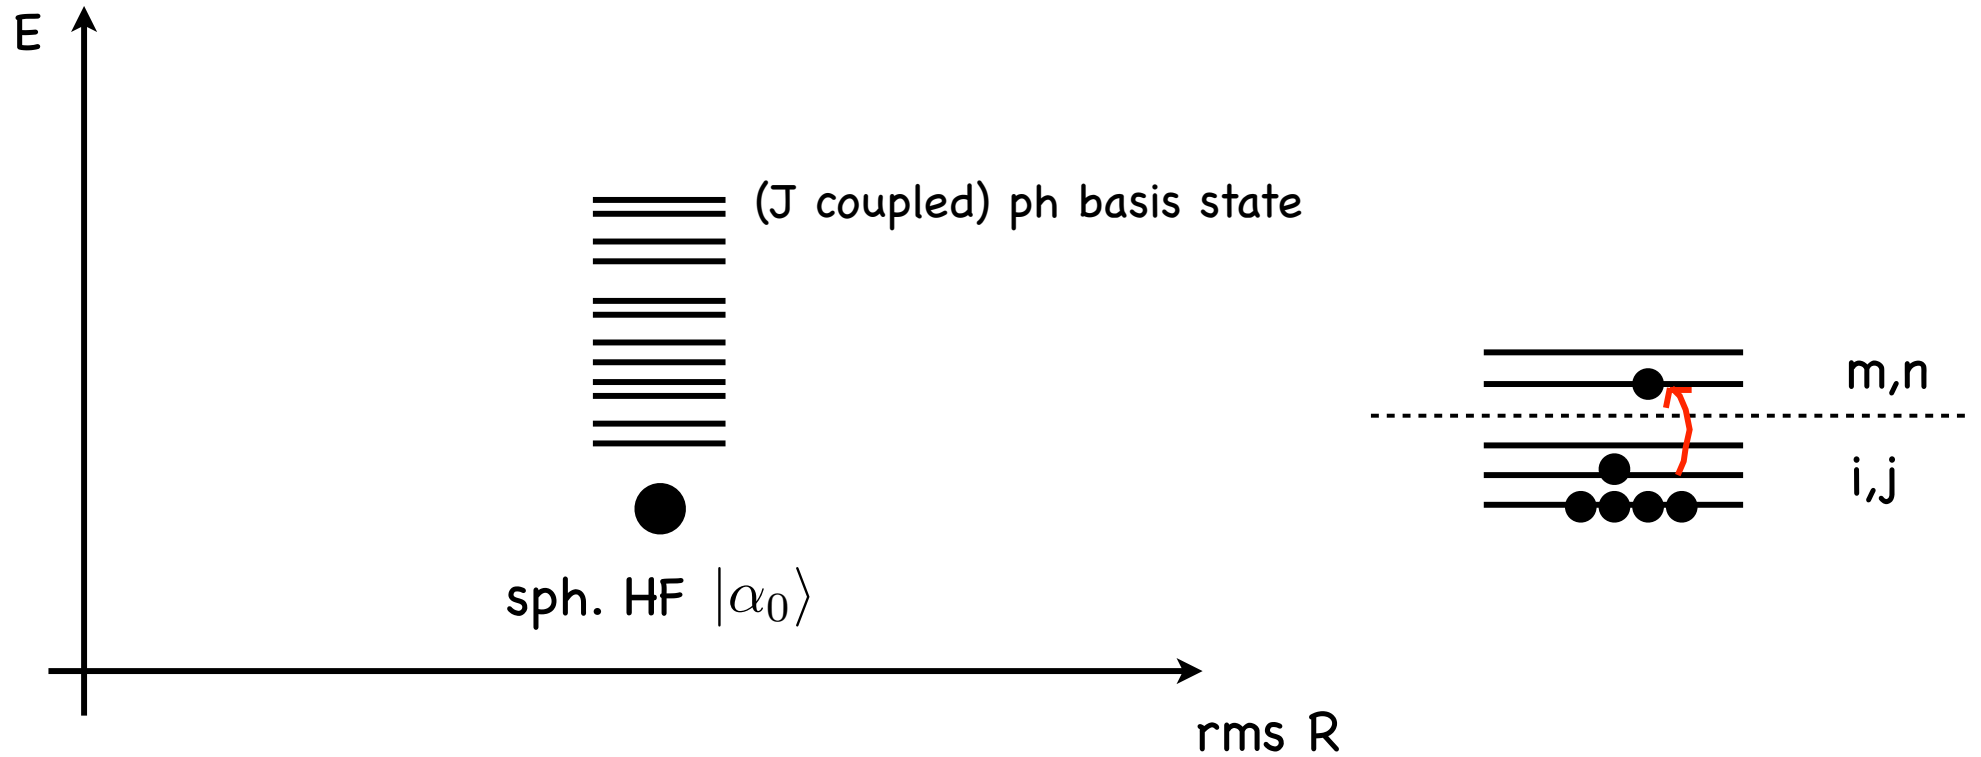 E
(J coupled) ph basis state
m,n
i,j
sph. HF |α₀⟩
rms R